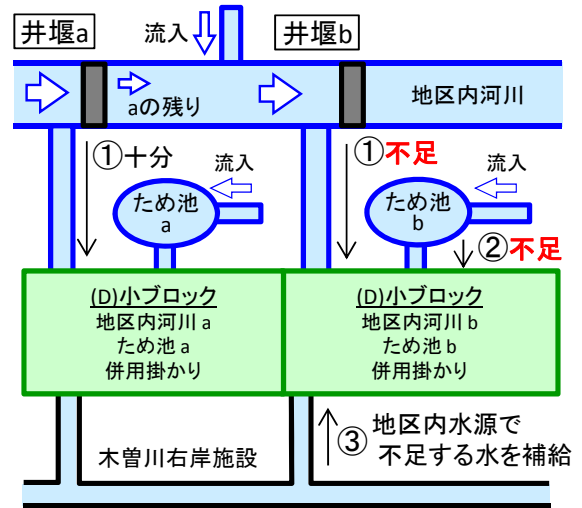 井堰a
流入
井堰b
aの残り
地区内河川
①十分
流入
ため池
a
①不足
流入
ため池
b
②不足
(D)小ブロック
地区内河川 a
ため池 a
併用掛かり
(D)小ブロック
地区内河川 b
ため池 b
併用掛かり
木曽川右岸施設
③
地区内水源で
不足する水を補給